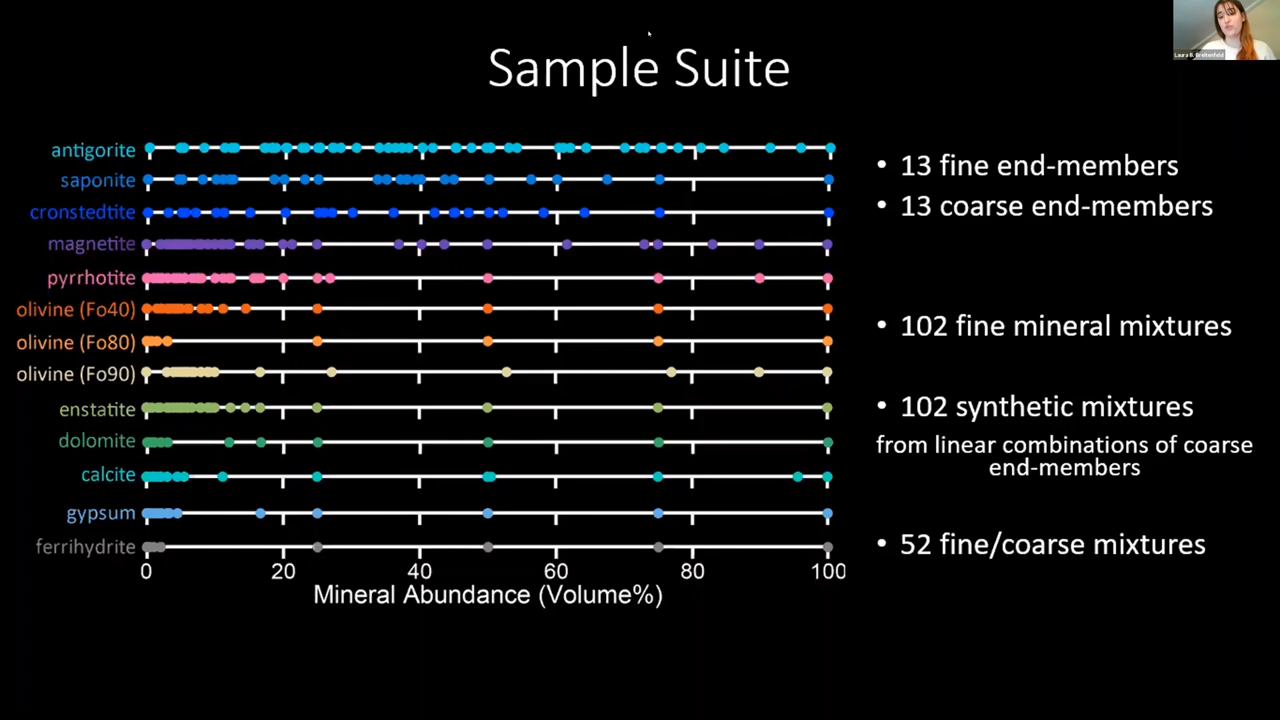 Laura B. Breitenfeld
Sample Suite
antigorite
saponite
cronstedtite
magnetite
pyrrhotite
olivine (Fo40)
olivine (Fo80)
olivine (Fo90)
enstatite
dolomite
calcite
gypsum
ferrihydrite
0 20 40 60 80 100
Mineral Abundance (Volume%)
• 13 fine end-members
• 13 coarse end-members
• 102 fine mineral mixtures
• 102 synthetic mixtures
from linear combinations of coarse
end-members
• 52 fine/coarse mixtures